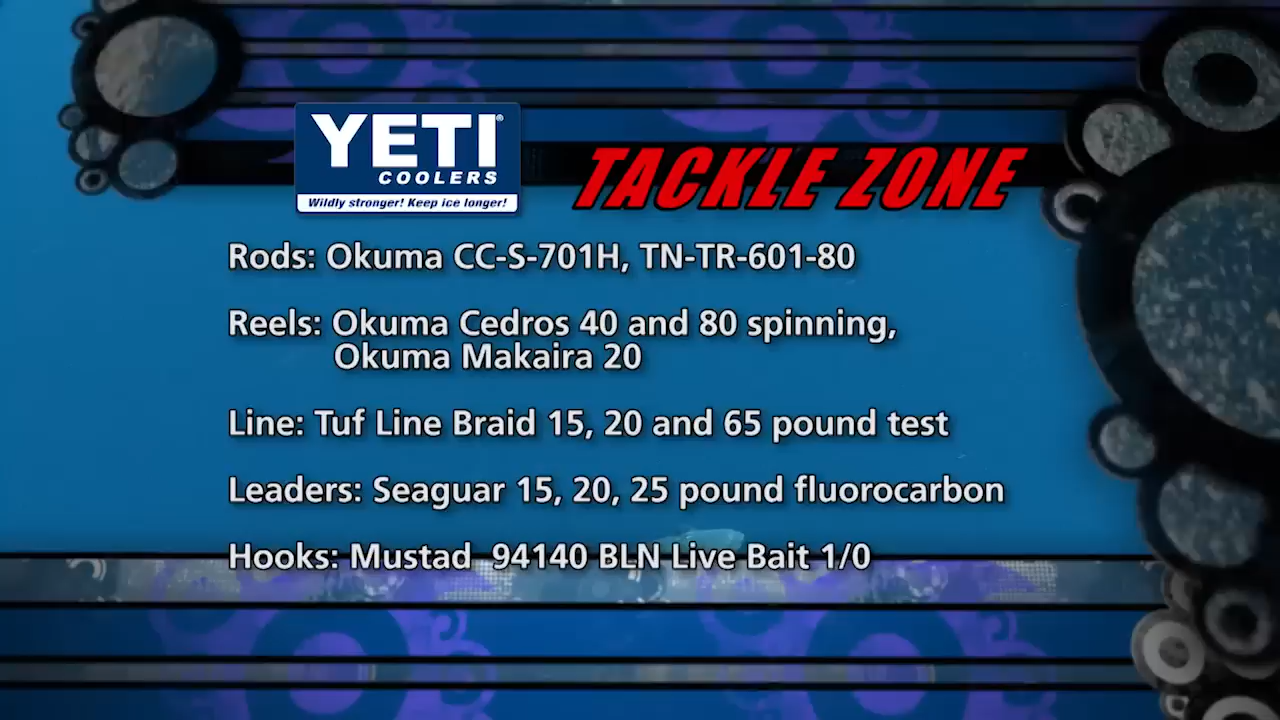 YETI®
COOLERS
Wildly stronger! Keep ice longer!
TACKLE ZONE
Rods: Okuma CC-S-701H, TN-TR-601-80
Reels: Okuma Cedros 40 and 80 spinning,
Okuma Makaira 20
Line: Tuf Line Braid 15, 20 and 65 pound test
Leaders: Seaguar 15, 20, 25 pound fluorocarbon
Hooks: Mustad 94140 BLN Live Bait 1/0